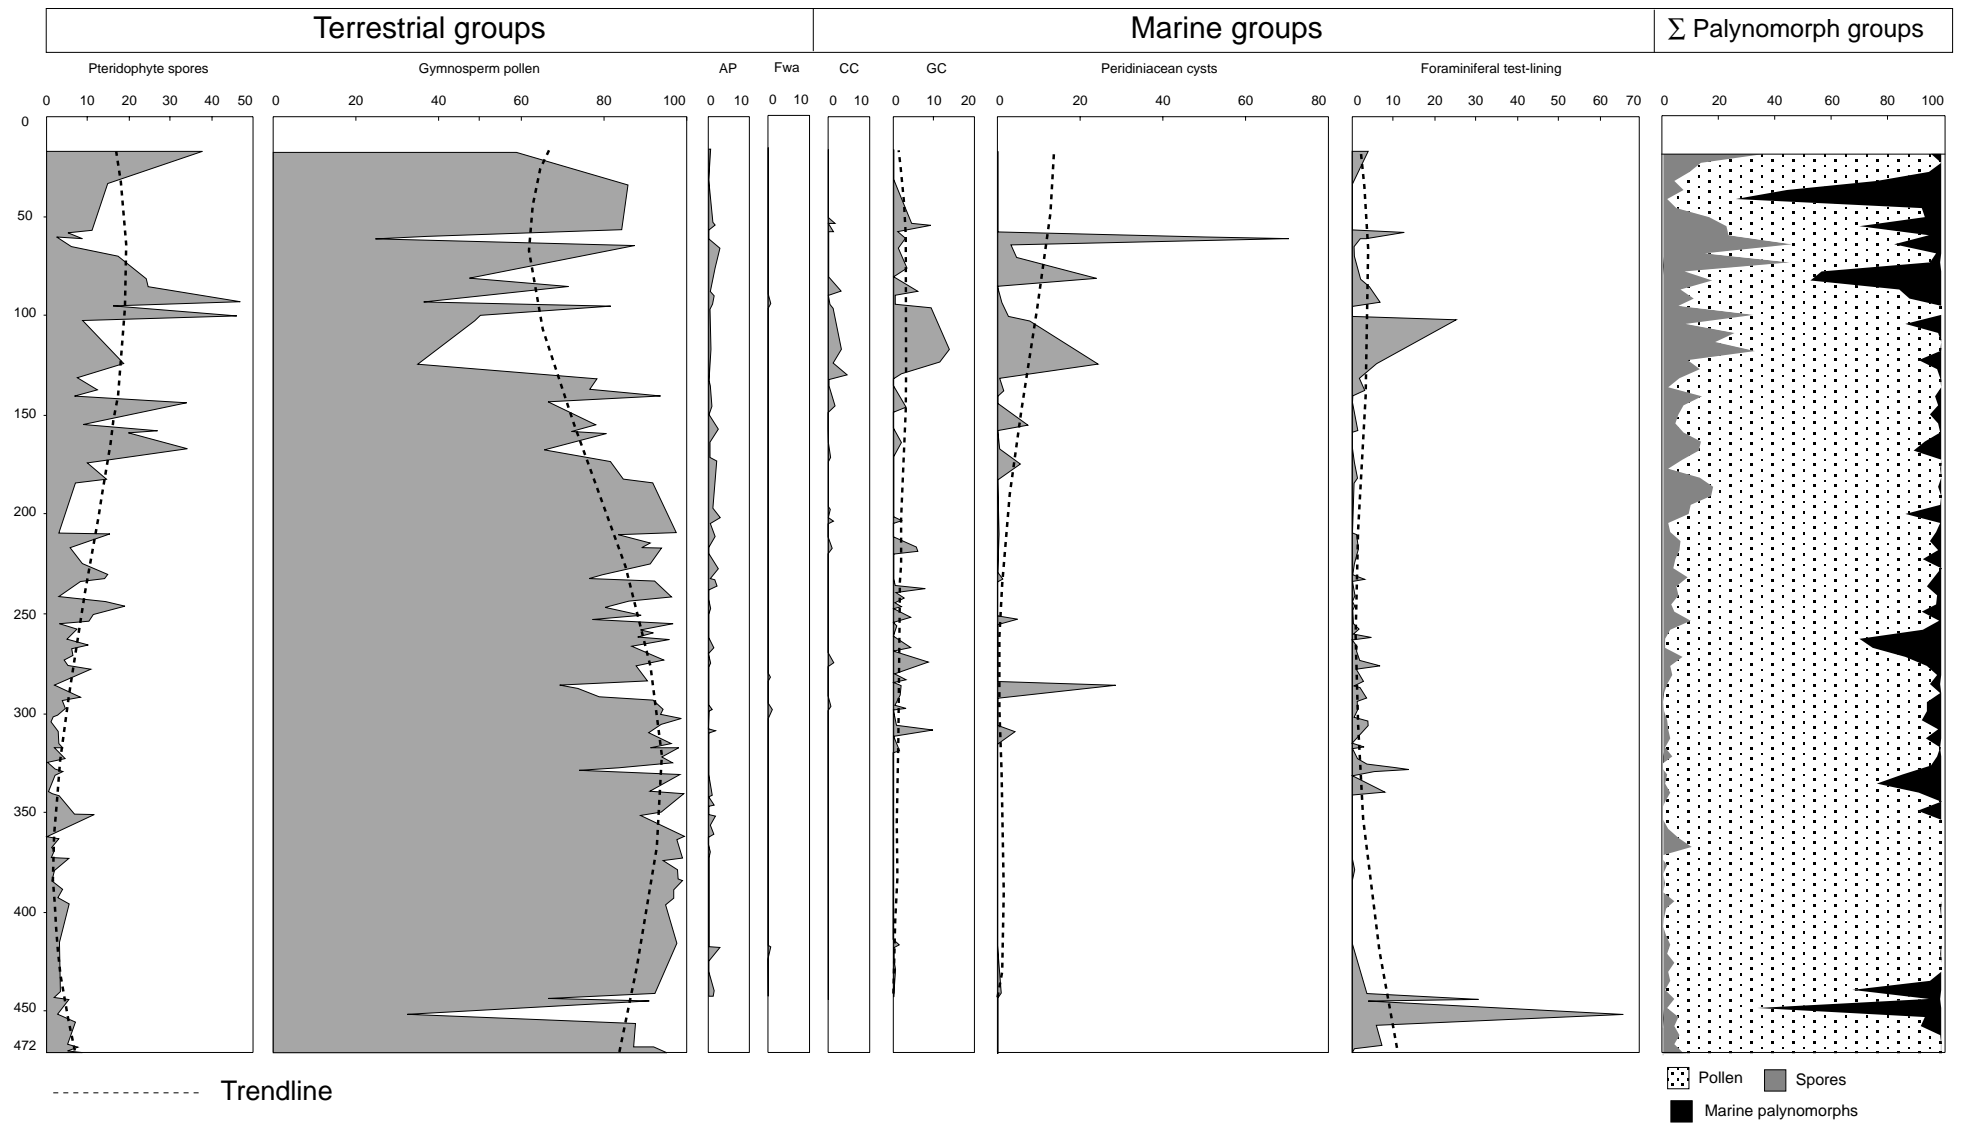 Terrestrial groups Marine groups Σ Palynomorph groups
Pteridophyte spores Gymnosperm pollen AP Fwa CC GC Peridiniacean cysts Foraminiferal test-lining
0 10 20 30 40 50 0 20 40 60 80 100 0 10 0 10 0 10 0 10 20 0 20 40 60 80 0 10 20 30 40 50 60 70 0 20 40 60 80 100
0
50
100
150
200
250
300
350
400
450
472
Trendline
Pollen Spores
Marine palynomorphs